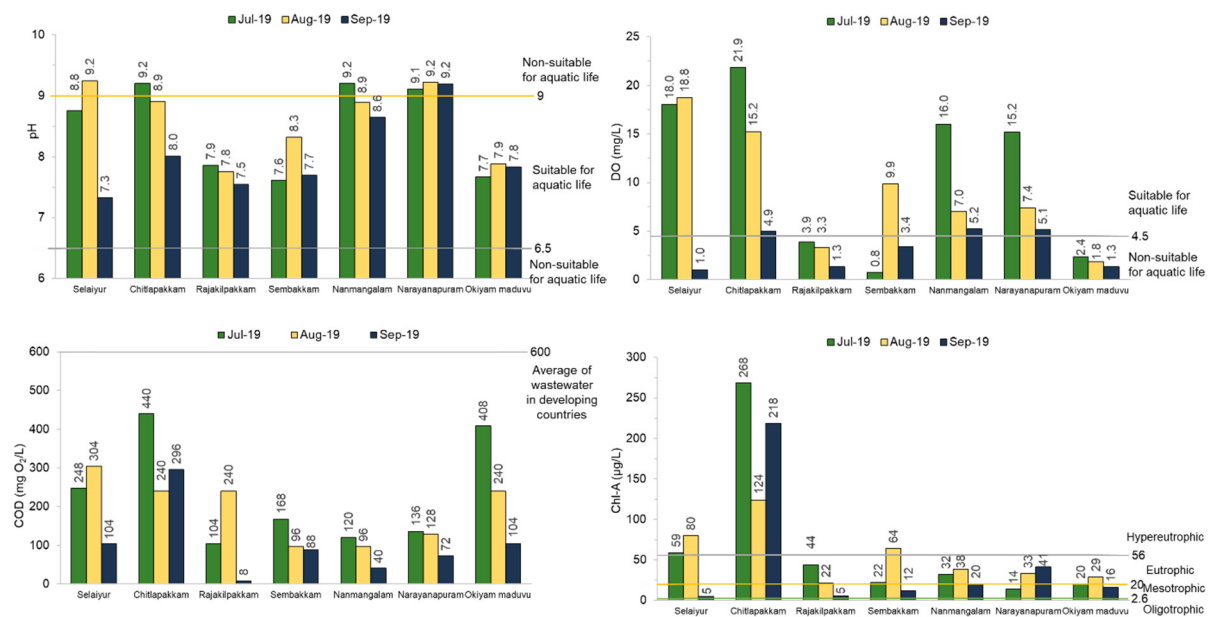 Jul-19 Aug-19 Sep-19
10
9
8
7
6
pH
8.8 9.2 7.3
9.2 8.9 8.0
7.9 7.8 7.5
7.6 8.3 7.7
9.2 8.9 8.6
9.1 9.2 9.2
7.7 7.9 7.8
Non-suitable
for aquatic life
9
Suitable for
aquatic life
6.5
Non-suitable
for aquatic life
Selaiyur Chitlapakkam Rajakilpakkam Sembakkam Nanmangalam Narayanapuram Okiyam maduvu
Jul-19 Aug-19 Sep-19
25
20
15
10
5
0
DO (mg/L)
18.0 18.8 1.0
21.9 15.2 4.9
3.9 3.3 1.3
0.8 9.9 3.4
16.0 7.0 5.2
15.2 7.4 5.1
2.4 1.8 1.3
Suitable for
aquatic life
4.5
Non-suitable
for aquatic life
Selaiyur Chitlapakkam Rajakilpakkam Sembakkam Nanmangalam Narayanapuram Okiyam maduvu
Jul-19 Aug-19 Sep-19
600
500
400
300
200
100
0
COD (mg O₂/L)
248 304 104
440 240 296
104 240 8
168 96 88
120 96 40
136 128 72
408 240 104
600
Average of
wastewater
in developing
countries
Selaiyur Chitlapakkam Rajakilpakkam Sembakkam Nanmangalam Narayanapuram Okiyam maduvu
Jul-19 Aug-19 Sep-19
300
250
200
150
100
50
0
Chl-A (µg/L)
59 80 5
268 124 218
44 22 5
22 64 12
32 38 20
14 33 41
20 29 16
Hypereutrophic
56
Eutrophic
20
Mesotrophic
2.6
Oligotrophic
Selaiyur Chitlapakkam Rajakilpakkam Sembakkam Nanmangalam Narayanapuram Okiyam maduvu